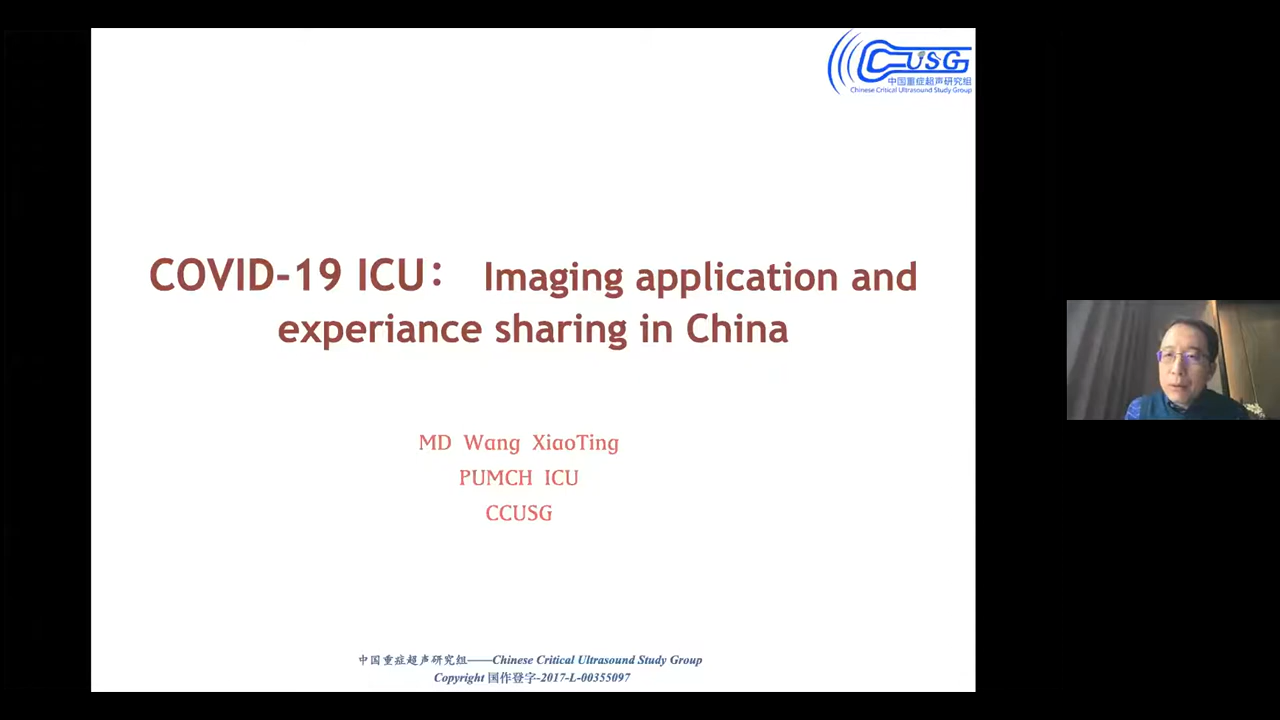 CCUSG
中国重症超声研究组
Chinese Critical Ultrasound Study Group
COVID-19 ICU： Imaging application and
experiance sharing in China
MD Wang XiaoTing
PUMCH ICU
CCUSG
中国重症超声研究组——Chinese Critical Ultrasound Study Group
Copyright 国作登字-2017-L-00355097